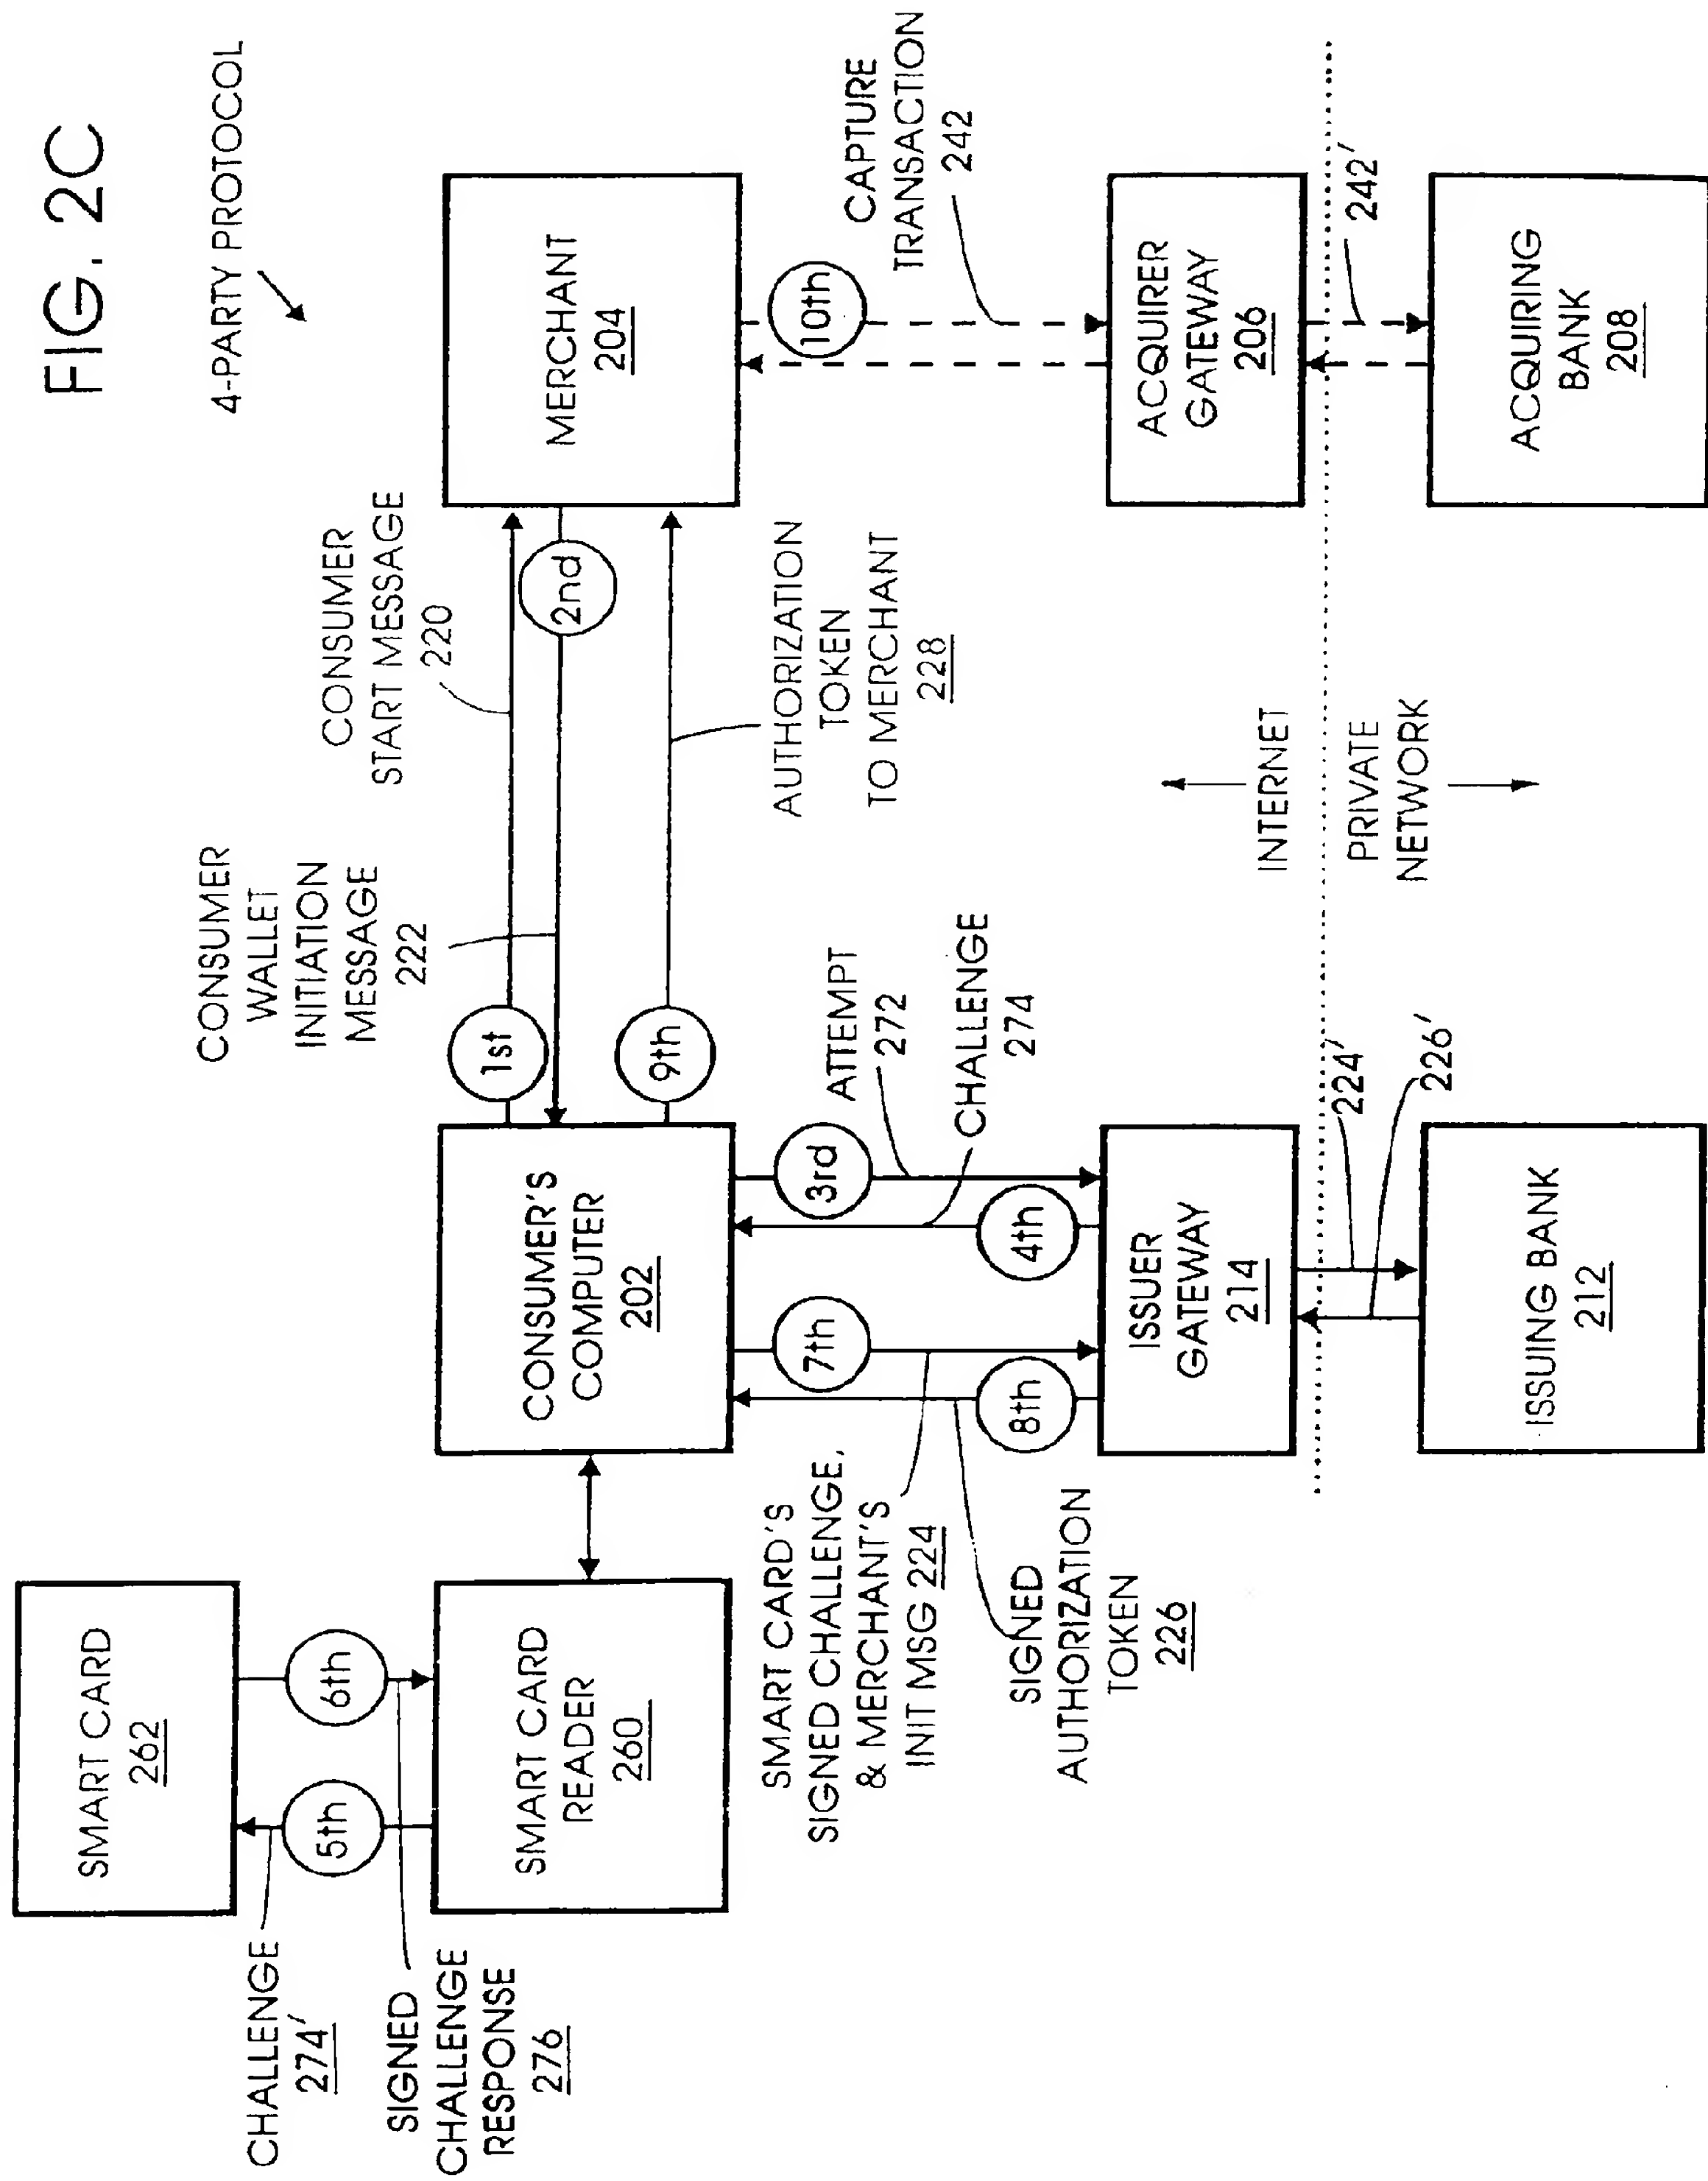 FIG. 2C
4-PARTY PROTOCOL
SMART CARD
262
CHALLENGE
274′
5th
6th
SIGNED
CHALLENGE
RESPONSE
276
SMART CARD
READER
260
CONSUMER'S
COMPUTER
202
CONSUMER
WALLET
INITIATION
MESSAGE
222
CONSUMER
START MESSAGE
220
1st
2nd
9th
MERCHANT
204
AUTHORIZATION
TOKEN
TO MERCHANT
228
SMART CARD'S
SIGNED CHALLENGE,
& MERCHANT'S
INIT MSG 224
SIGNED
AUTHORIZATION
TOKEN
226
7th
8th
3rd
4th
ATTEMPT
272
CHALLENGE
274
10th
CAPTURE
TRANSACTION
242
ISSUER
GATEWAY
214
ACQUIRER
GATEWAY
206
INTERNET
PRIVATE
NETWORK
224′
226′
242′
ISSUING BANK
212
ACQUIRING
BANK
208